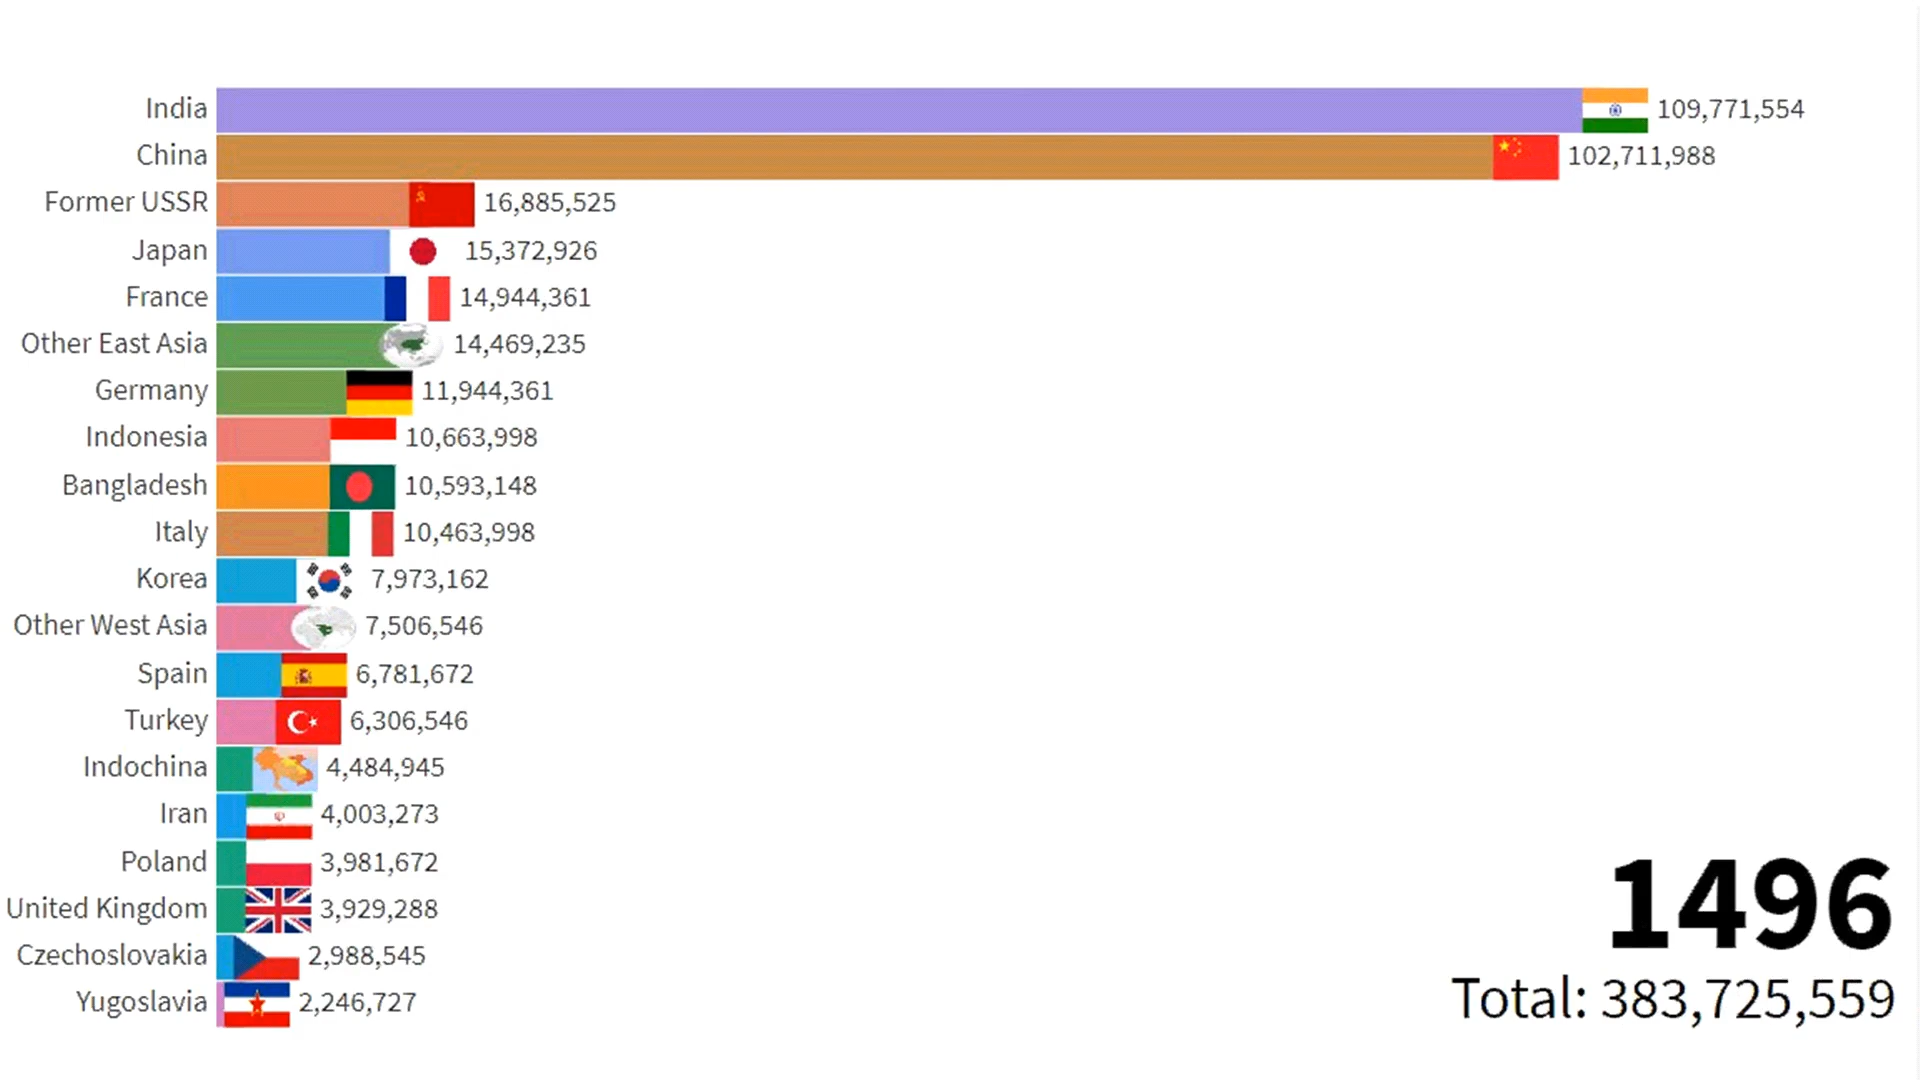 India 109,771,554
China 102,711,988
Former USSR 16,885,525
Japan 15,372,926
France 14,944,361
Other East Asia 14,469,235
Germany 11,944,361
Indonesia 10,663,998
Bangladesh 10,593,148
Italy 10,463,998
Korea 7,973,162
Other West Asia 7,506,546
Spain 6,781,672
Turkey 6,306,546
Indochina 4,484,945
Iran 4,003,273
Poland 3,981,672
United Kingdom 3,929,288
Czechoslovakia 2,988,545
Yugoslavia 2,246,727
1496
Total: 383,725,559